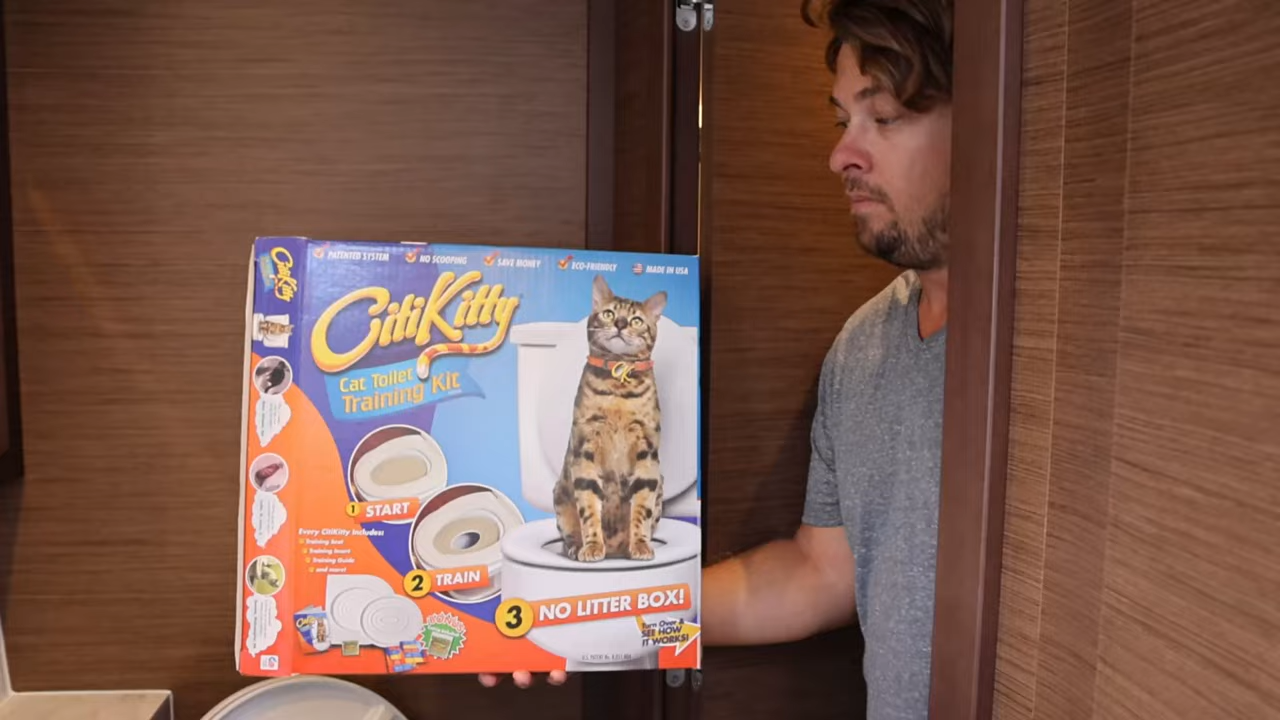 PATENTED SYSTEM
NO SCOOPING
SAVE MONEY
ECO-FRIENDLY
MADE IN USA
CitiKitty
CitiKitty
Cat Toilet
Training Kit
1 START
Every CitiKitty Includes:
Training Seat
Training Insert
Training Guide
and more!
2 TRAIN
3 NO LITTER BOX!
Turn Over &
SEE HOW
IT WORKS!